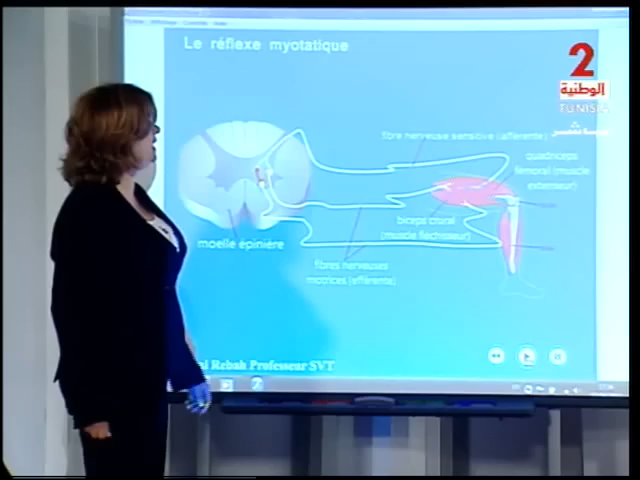 Le réflexe myotatique
2
الوطنية
TUNISIA
fibre nerveuse sensitive (afférente)
quadriceps
fémoral (muscle
extenseur)
biceps crural
(muscle fléchisseur)
moelle épinière
fibres nerveuses
motrices (efférente)
Rebah Professeur SVT